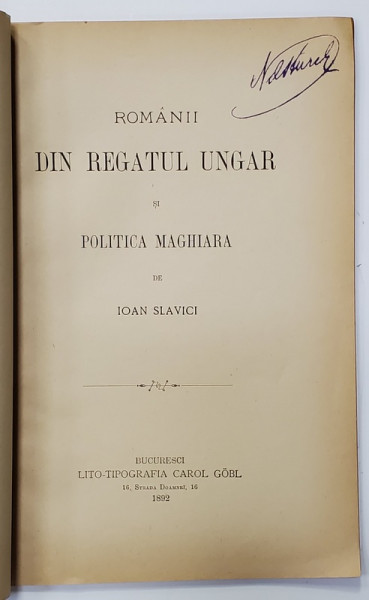 ROMÂNII
DIN REGATUL UNGAR
ȘI
POLITICA MAGHIARA
DE
IOAN SLAVICI
BUCURESCI
LITO-TIPOGRAFIA CAROL GÖBL
16, STRADA DOAMNEĬ, 16
1892